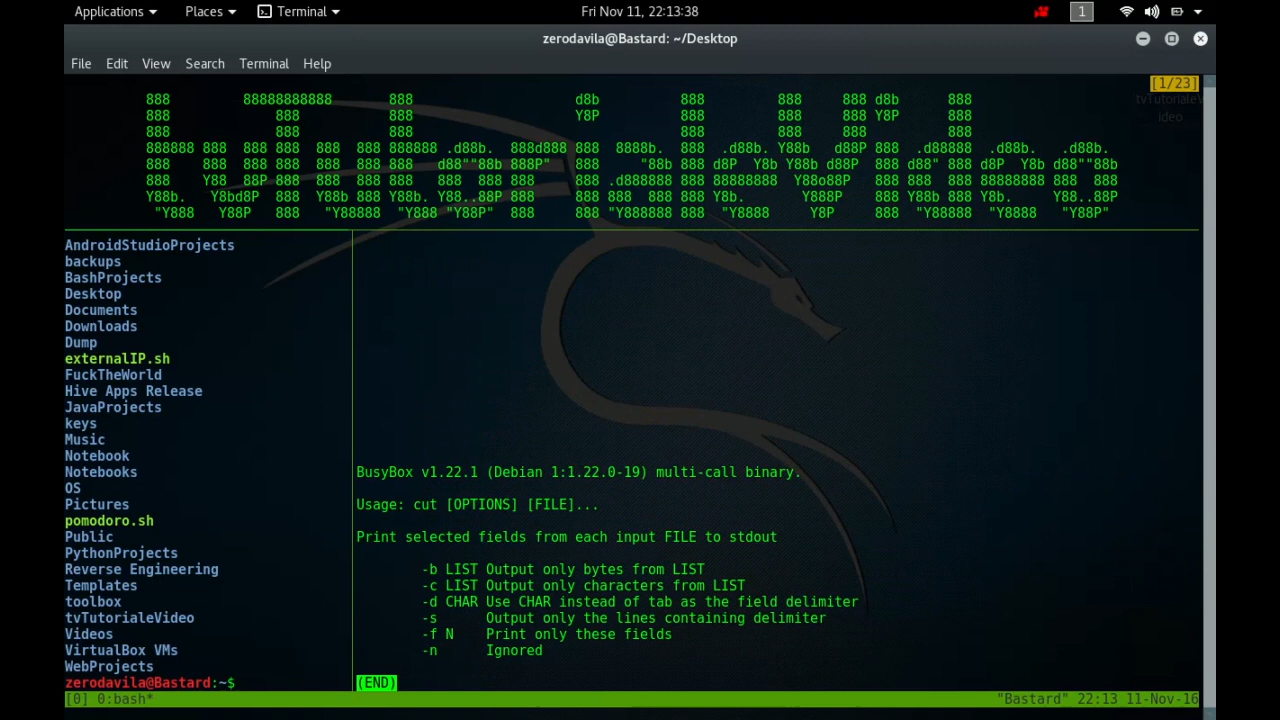 Applications Places Terminal Fri Nov 11, 22:13:38 1
zerodavila@Bastard: ~/Desktop
File Edit View Search Terminal Help
[1/23]
tvTutorialeV
ideo
tvTutorialeVideo
AndroidStudioProjects
backups
BashProjects
Desktop
Documents
Downloads
Dump
externalIP.sh
FuckTheWorld
Hive Apps Release
JavaProjects
keys
Music
Notebook
Notebooks
OS
Pictures
pomodoro.sh
Public
PythonProjects
Reverse Engineering
Templates
toolbox
tvTutorialeVideo
Videos
VirtualBox VMs
WebProjects
zerodavila@Bastard:~$
BusyBox v1.22.1 (Debian 1:1.22.0-19) multi-call binary.
Usage: cut [OPTIONS] [FILE]...
Print selected fields from each input FILE to stdout
-b LIST Output only bytes from LIST
-c LIST Output only characters from LIST
-d CHAR Use CHAR instead of tab as the field delimiter
-s Output only the lines containing delimiter
-f N Print only these fields
-n Ignored
(END)
[0] 0:bash* "Bastard" 22:13 11-Nov-16